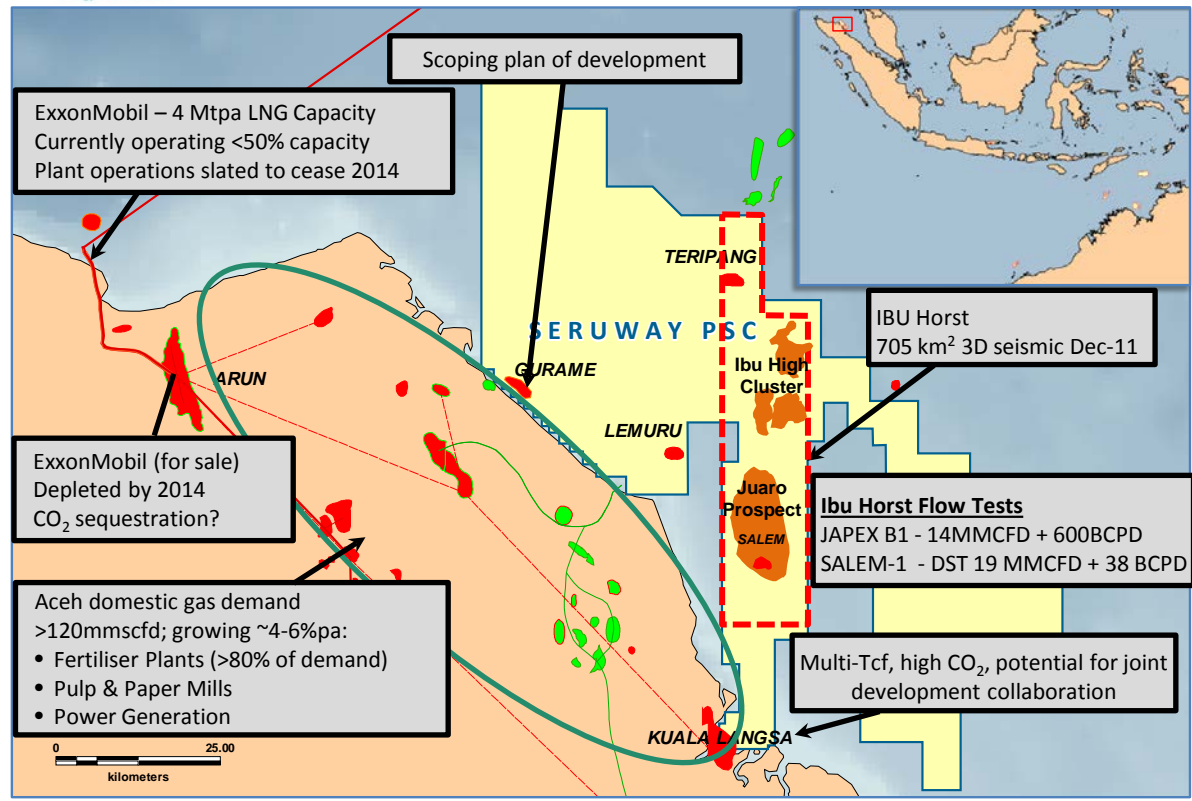 Scoping plan of development
ExxonMobil – 4 Mtpa LNG Capacity
Currently operating <50% capacity
Plant operations slated to cease 2014
TERIPANG
SERUWAY PSC
IBU Horst
705 km² 3D seismic Dec-11
Ibu High
Cluster
GURAME
ARUN
LEMURU
ExxonMobil (for sale)
Depleted by 2014
CO₂ sequestration?
Juaro
Prospect
SALEM
Ibu Horst Flow Tests
JAPEX B1 - 14MMCFD + 600BCPD
SALEM-1 - DST 19 MMCFD + 38 BCPD
Aceh domestic gas demand
>120mmscfd; growing ~4-6%pa:
• Fertiliser Plants (>80% of demand)
• Pulp & Paper Mills
• Power Generation
Multi-Tcf, high CO₂, potential for joint
development collaboration
KUALA LANGSA
0 25.00
kilometers